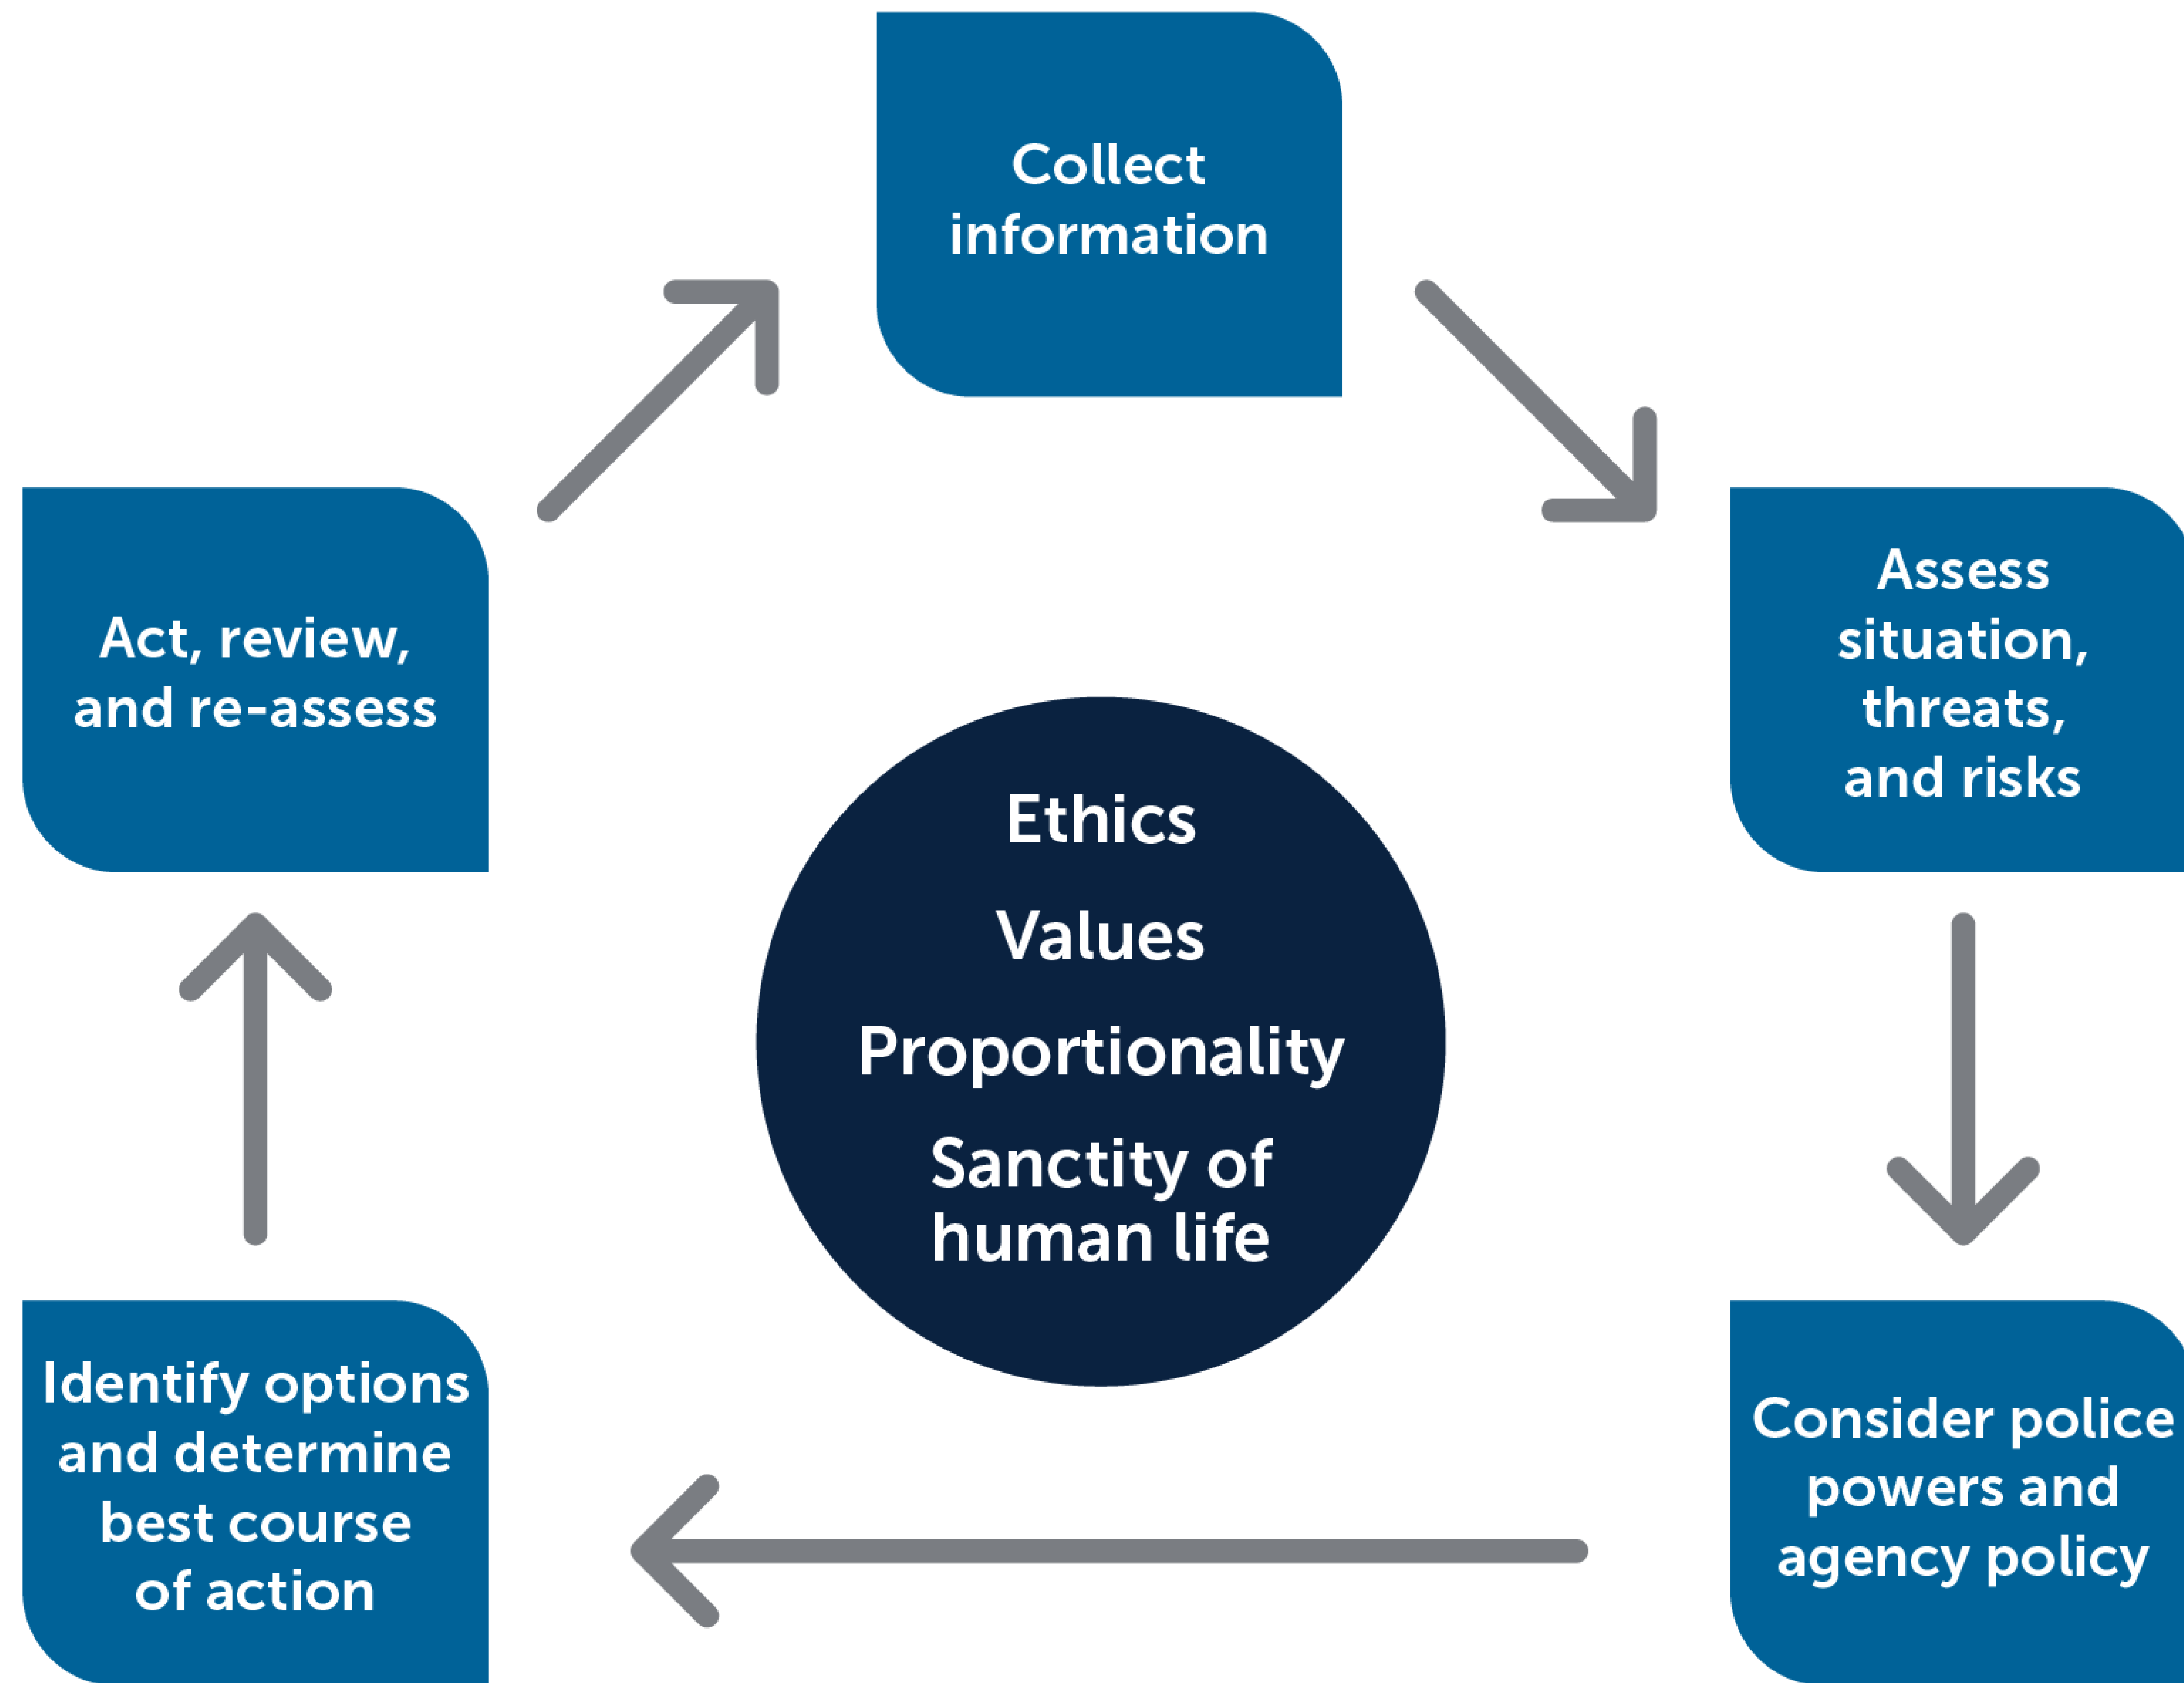 Collect
information
Assess
situation,
threats,
and risks
Consider police
powers and
agency policy
Identify options
and determine
best course
of action
Act, review,
and re-assess
Ethics
Values
Proportionality
Sanctity of
human life